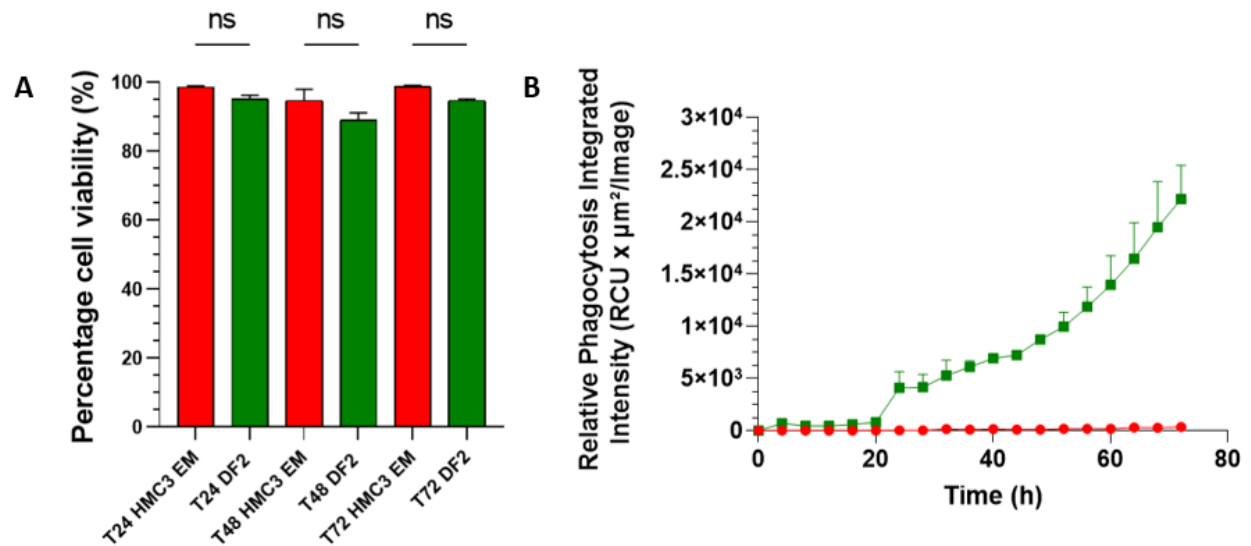 ns ns ns
A
Percentage cell viability (%)
100
80
60
40
20
0
T24 HMC3 EM
T24 DF2
T48 HMC3 EM
T48 DF2
T72 HMC3 EM
T72 DF2
B
Relative Phagocytosis Integrated
Intensity (RCU x µm²/Image)
3×10⁴
2.5×10⁴
2×10⁴
1.5×10⁴
1×10⁴
5×10³
0
0 20 40 60 80
Time (h)